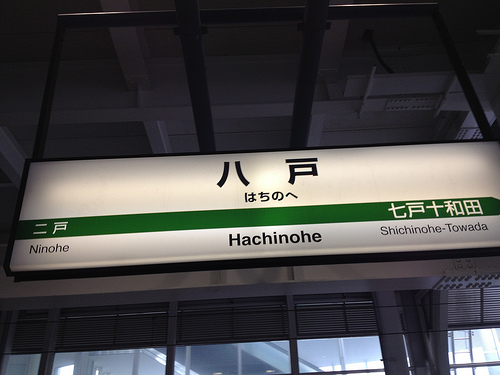 八戸
はちのへ
二戸
七戸十和田
Ninohe
Hachinohe
Shichinohe-Towada